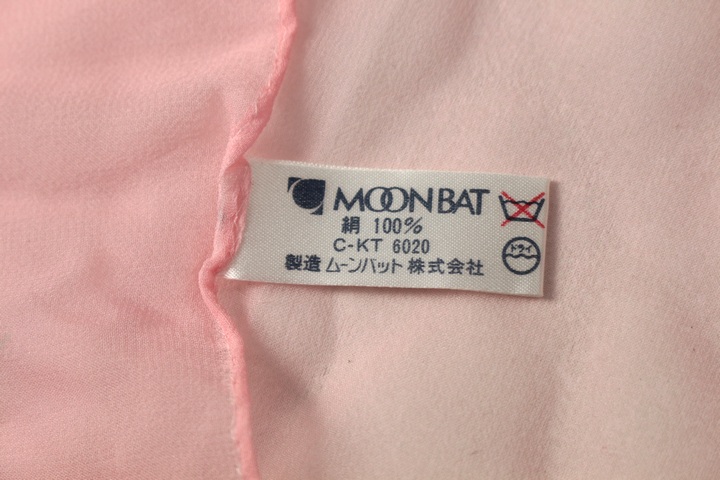 MOONBAT
絹 100%
C-KT 6020
製造 ムーンバット 株式会社
ドライ